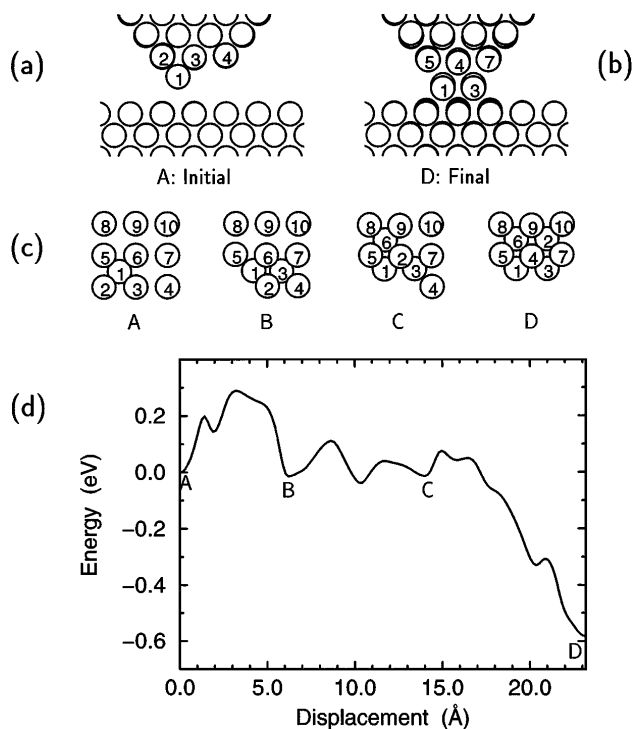 (a)
2 3 4
1
A: Initial
(b)
5 4 7
1 3
D: Final
(c)
8 9 10
5 6 7
1
2 3 4
A
8 9 10
5 6 7
1 3
2 4
B
8 9 10
6
5 2 7
1 3
4
C
8 9 10
6 2
5 4 7
1 3
D
(d)
Energy (eV)
0.2
0.0
−0.2
−0.4
−0.6
A
B
C
D
0.0 5.0 10.0 15.0 20.0
Displacement (Å)